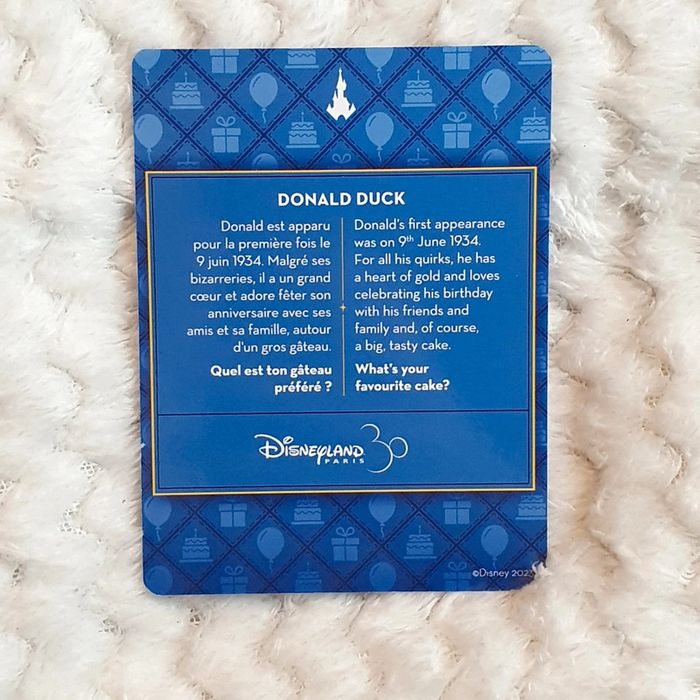 DONALD DUCK
Donald est apparu
pour la première fois le
9 juin 1934. Malgré ses
bizarreries, il a un grand
cœur et adore fêter son
anniversaire avec ses
amis et sa famille, autour
d'un gros gâteau.
Quel est ton gâteau
préféré ?
Donald's first appearance
was on 9th June 1934.
For all his quirks, he has
a heart of gold and loves
celebrating his birthday
with his friends and
family and, of course,
a big, tasty cake.
What's your
favourite cake?
DISNEYLAND 30
PARIS
©Disney